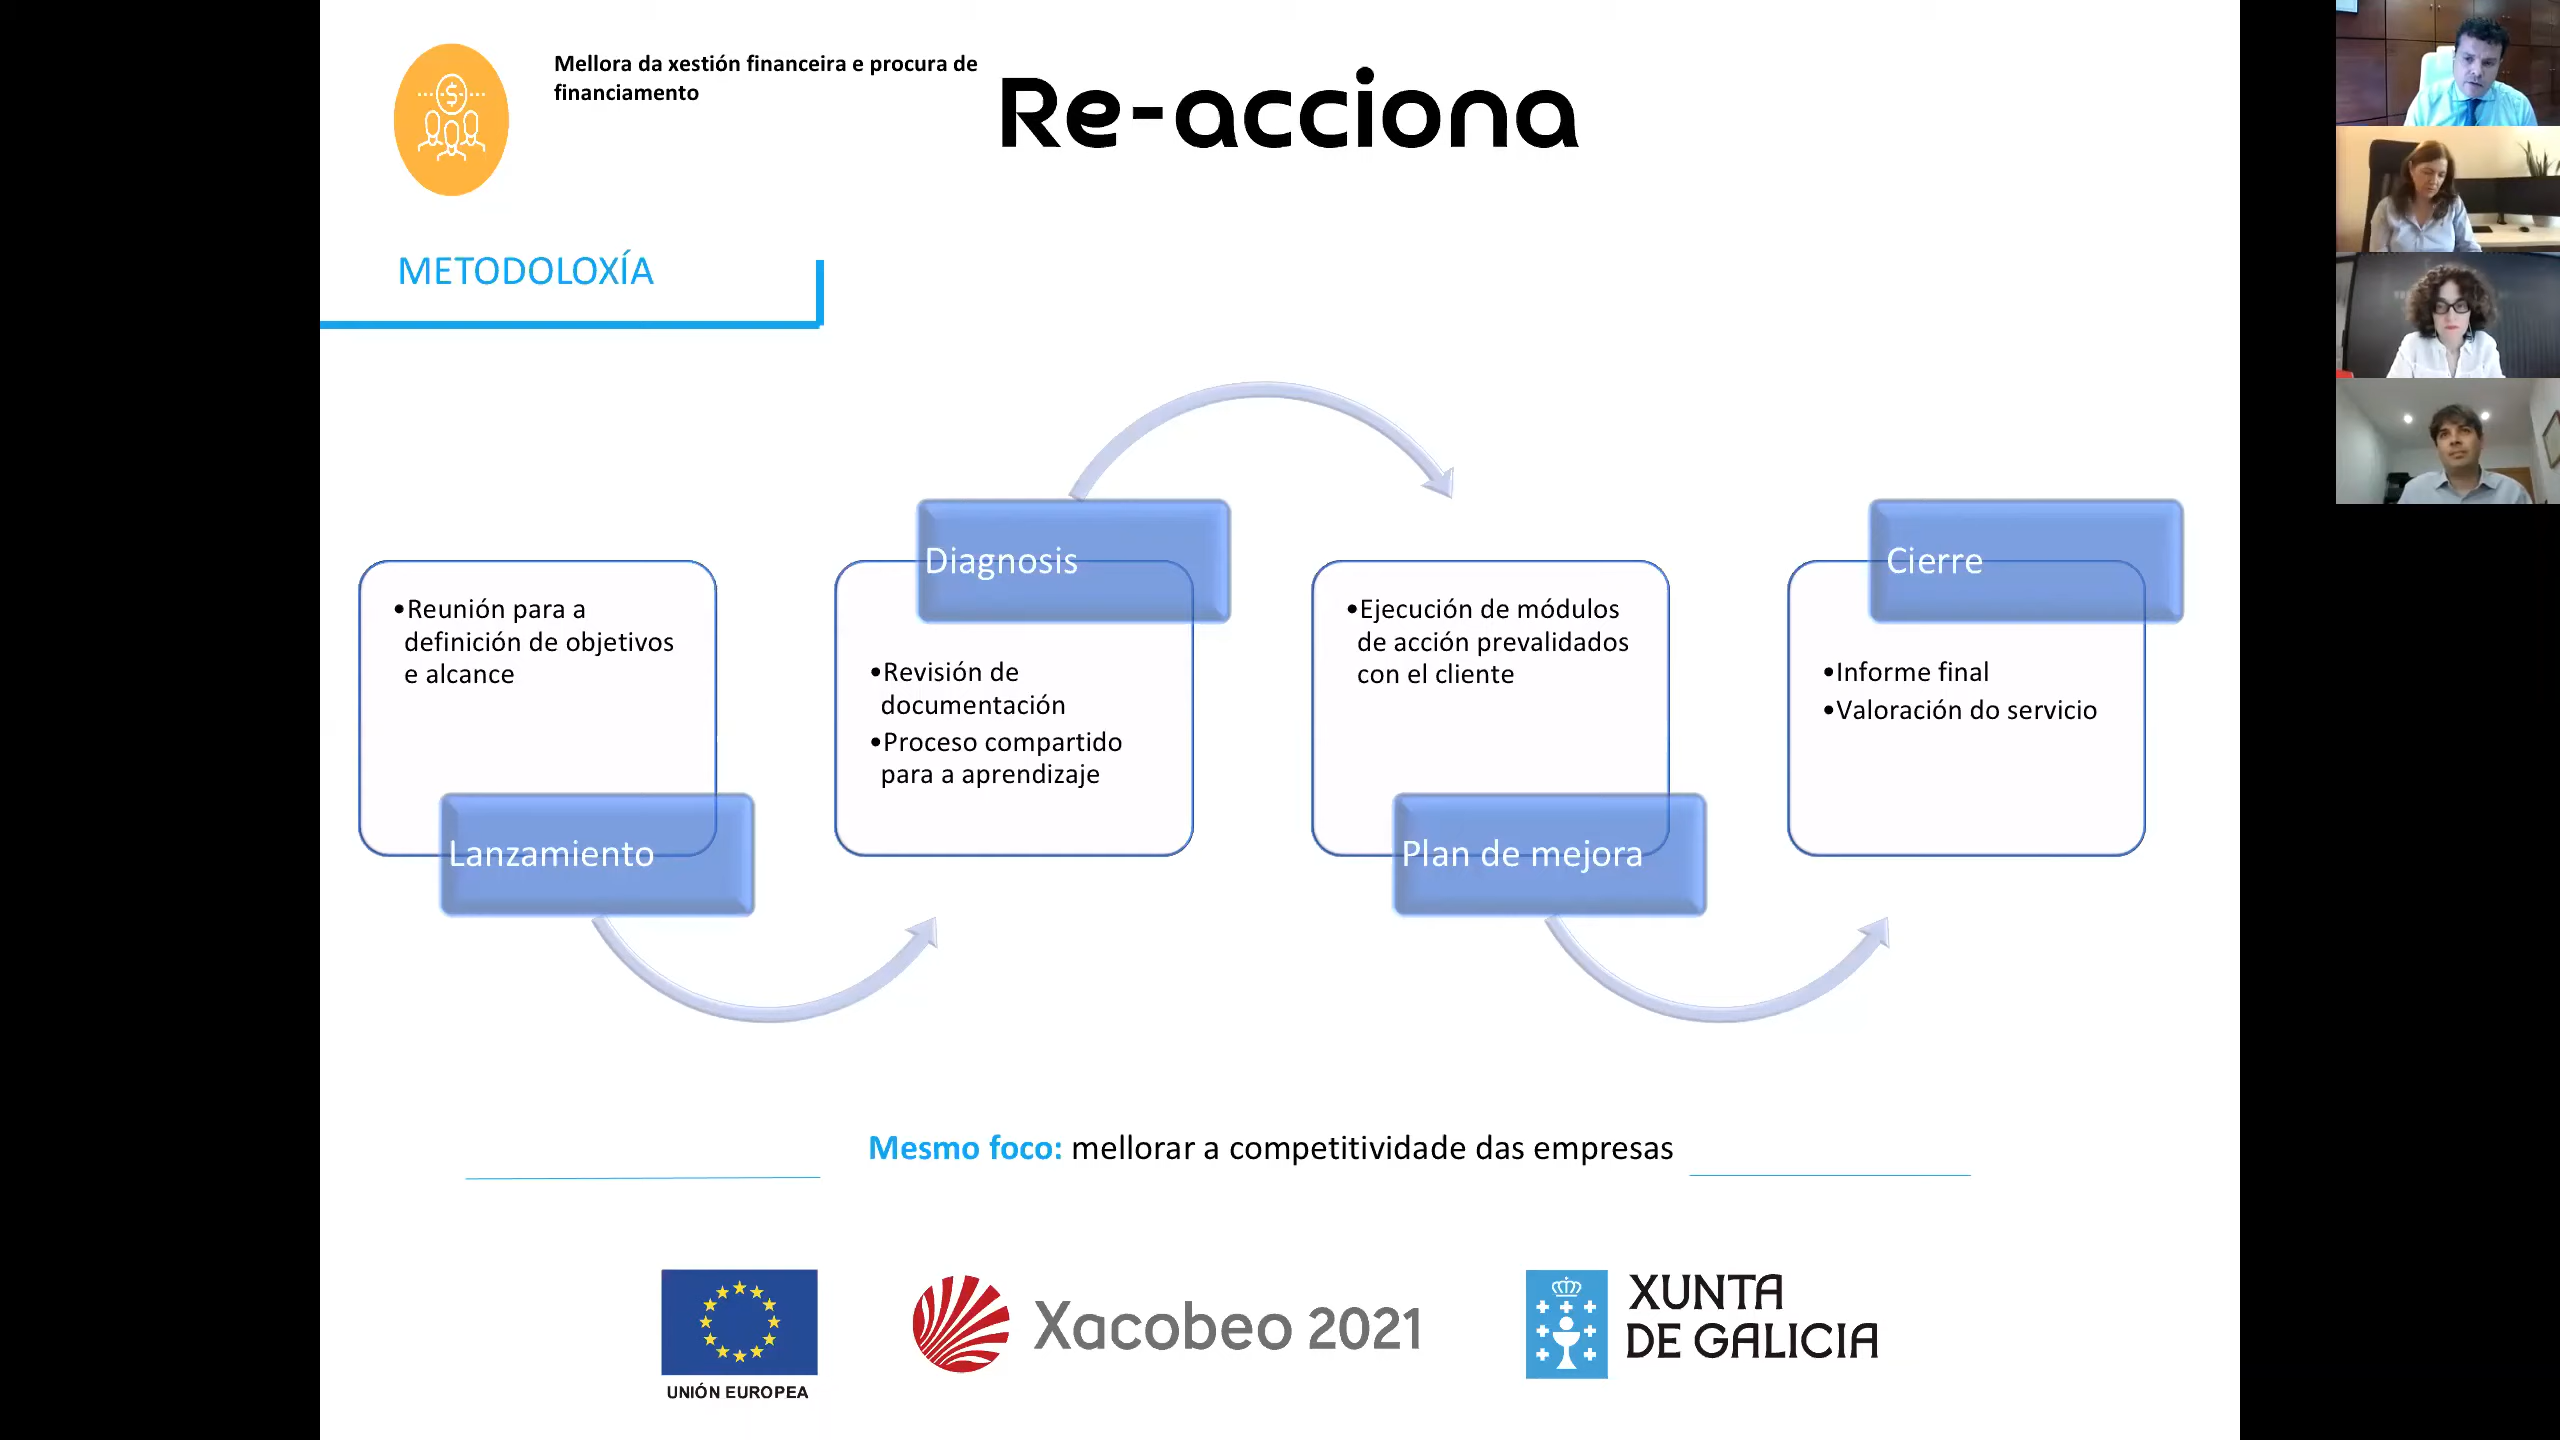 Mellora da xestión financeira e procura de
financiamento
Re-acciona
METODOLOXÍA
•Reunión para a
definición de objetivos
e alcance
Lanzamiento
Diagnosis
•Revisión de
documentación
•Proceso compartido
para a aprendizaje
•Ejecución de módulos
de acción prevalidados
con el cliente
Plan de mejora
Cierre
•Informe final
•Valoración do servicio
Mesmo foco: mellorar a competitividade das empresas
UNIÓN EUROPEA
Xacobeo 2021
XUNTA
DE GALICIA